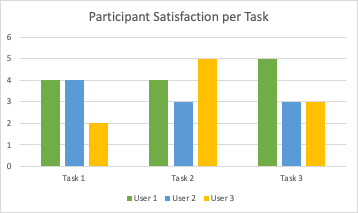 Participant Satisfaction per Task
6
5
4
3
2
1
0
Task 1 Task 2 Task 3
User 1 User 2 User 3